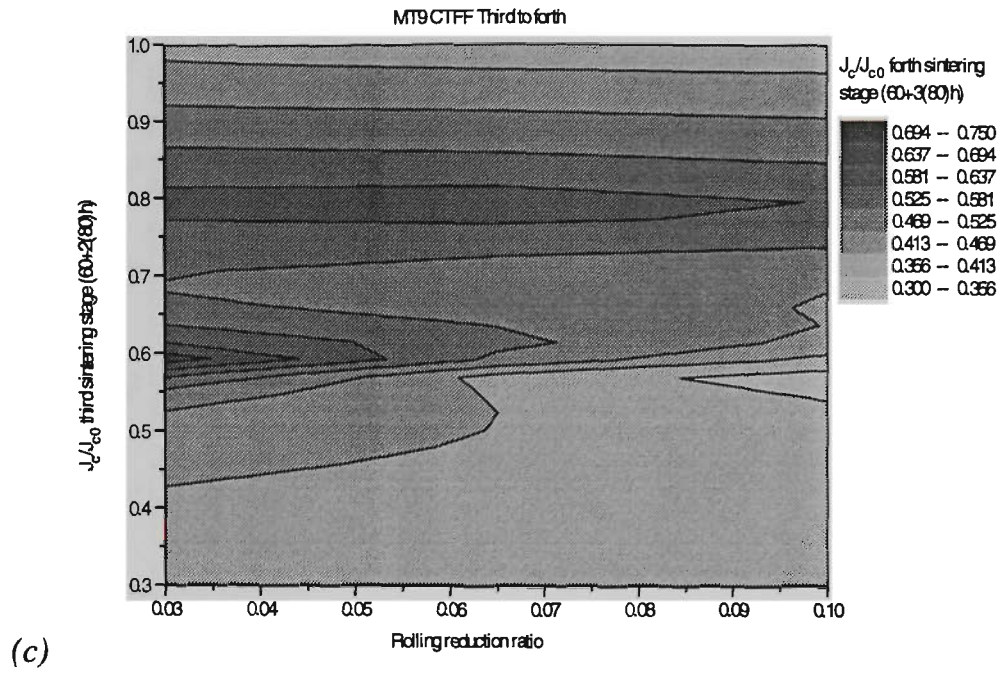 MT9 CTFF Third to forth
Jc/Jc0 forth sintering
stage (60+3(80)h)
0.694 -- 0.750
0.637 -- 0.694
0.581 -- 0.637
0.525 -- 0.581
0.469 -- 0.525
0.413 -- 0.469
0.356 -- 0.413
0.300 -- 0.356
Jc/Jc0 third sintering stage (60+2(80)h)
1.0
0.9
0.8
0.7
0.6
0.5
0.4
0.3
0.03 0.04 0.05 0.06 0.07 0.08 0.09 0.10
Rolling reduction ratio
(c)